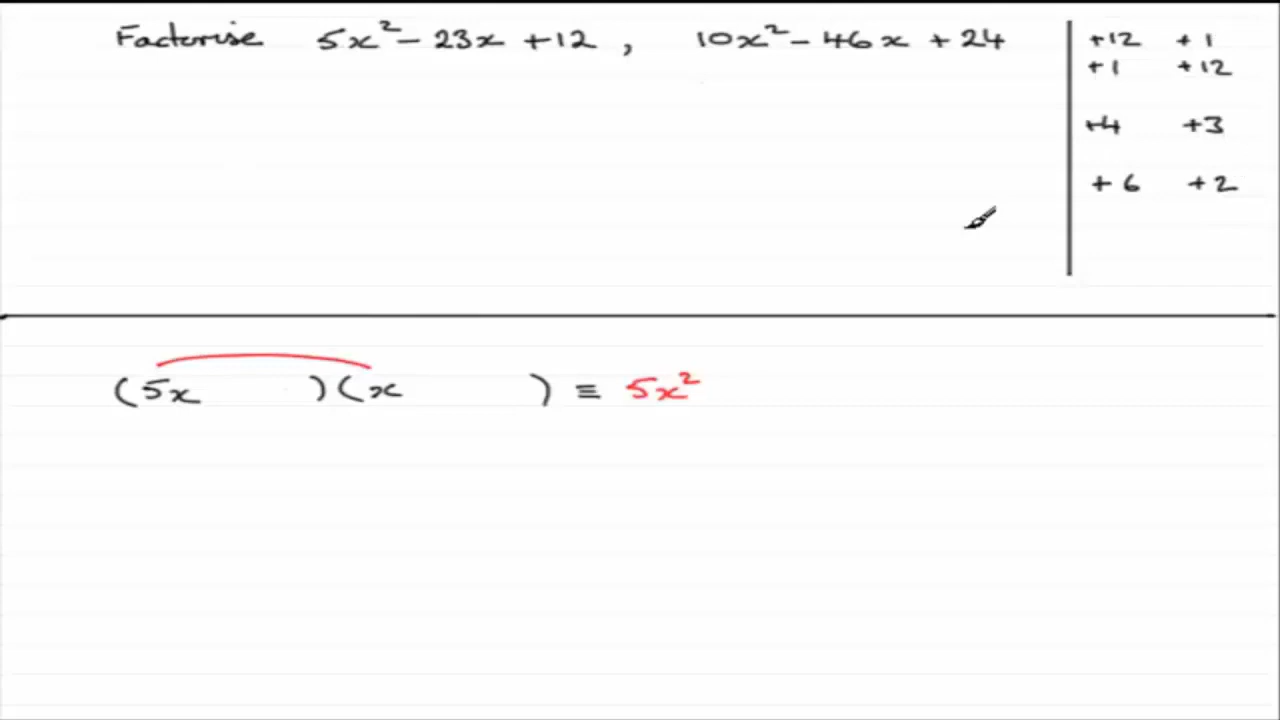 Factorise 5x² - 23x + 12 , 10x² - 46x + 24
+12 +1
+1 +12
+4 +3
+6 +2
(5x )(x ) ≡ 5x²